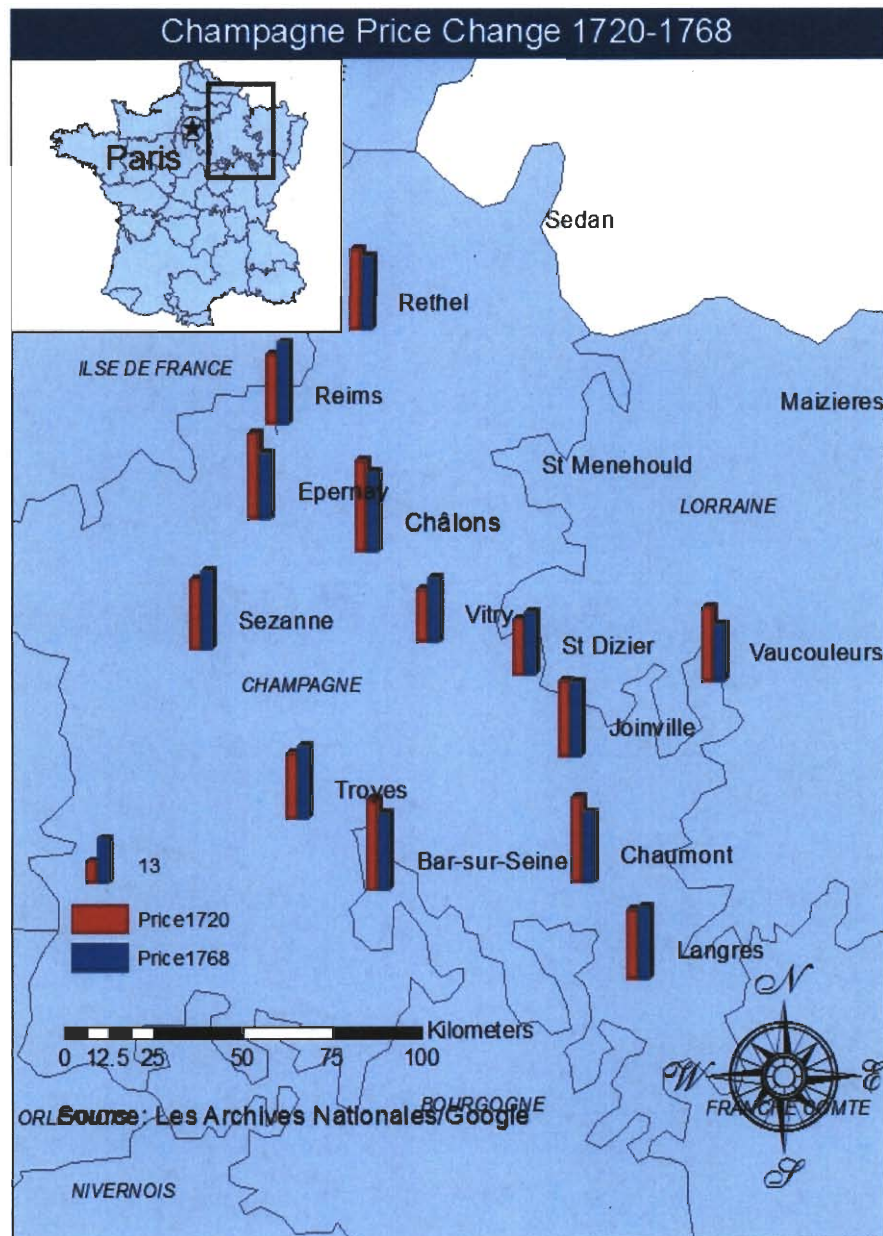 Champagne Price Change 1720-1768
Paris
Sedan
Rethel
ILSE DE FRANCE
Reims
Maizieres
St Menehould
Epernay
LORRAINE
Châlons
Sezanne
Vitry
St Dizier
Vaucouleurs
CHAMPAGNE
Joinville
Troyes
Bar-sur-Seine
Chaumont
13
Price1720
Price1768
Langres
N
Kilometers
0 12.5 25 50 75 100
W
E
BOURGOGNE
FRANCHE COMTE
Source: Les Archives Nationales/Google
S
NIVERNOIS